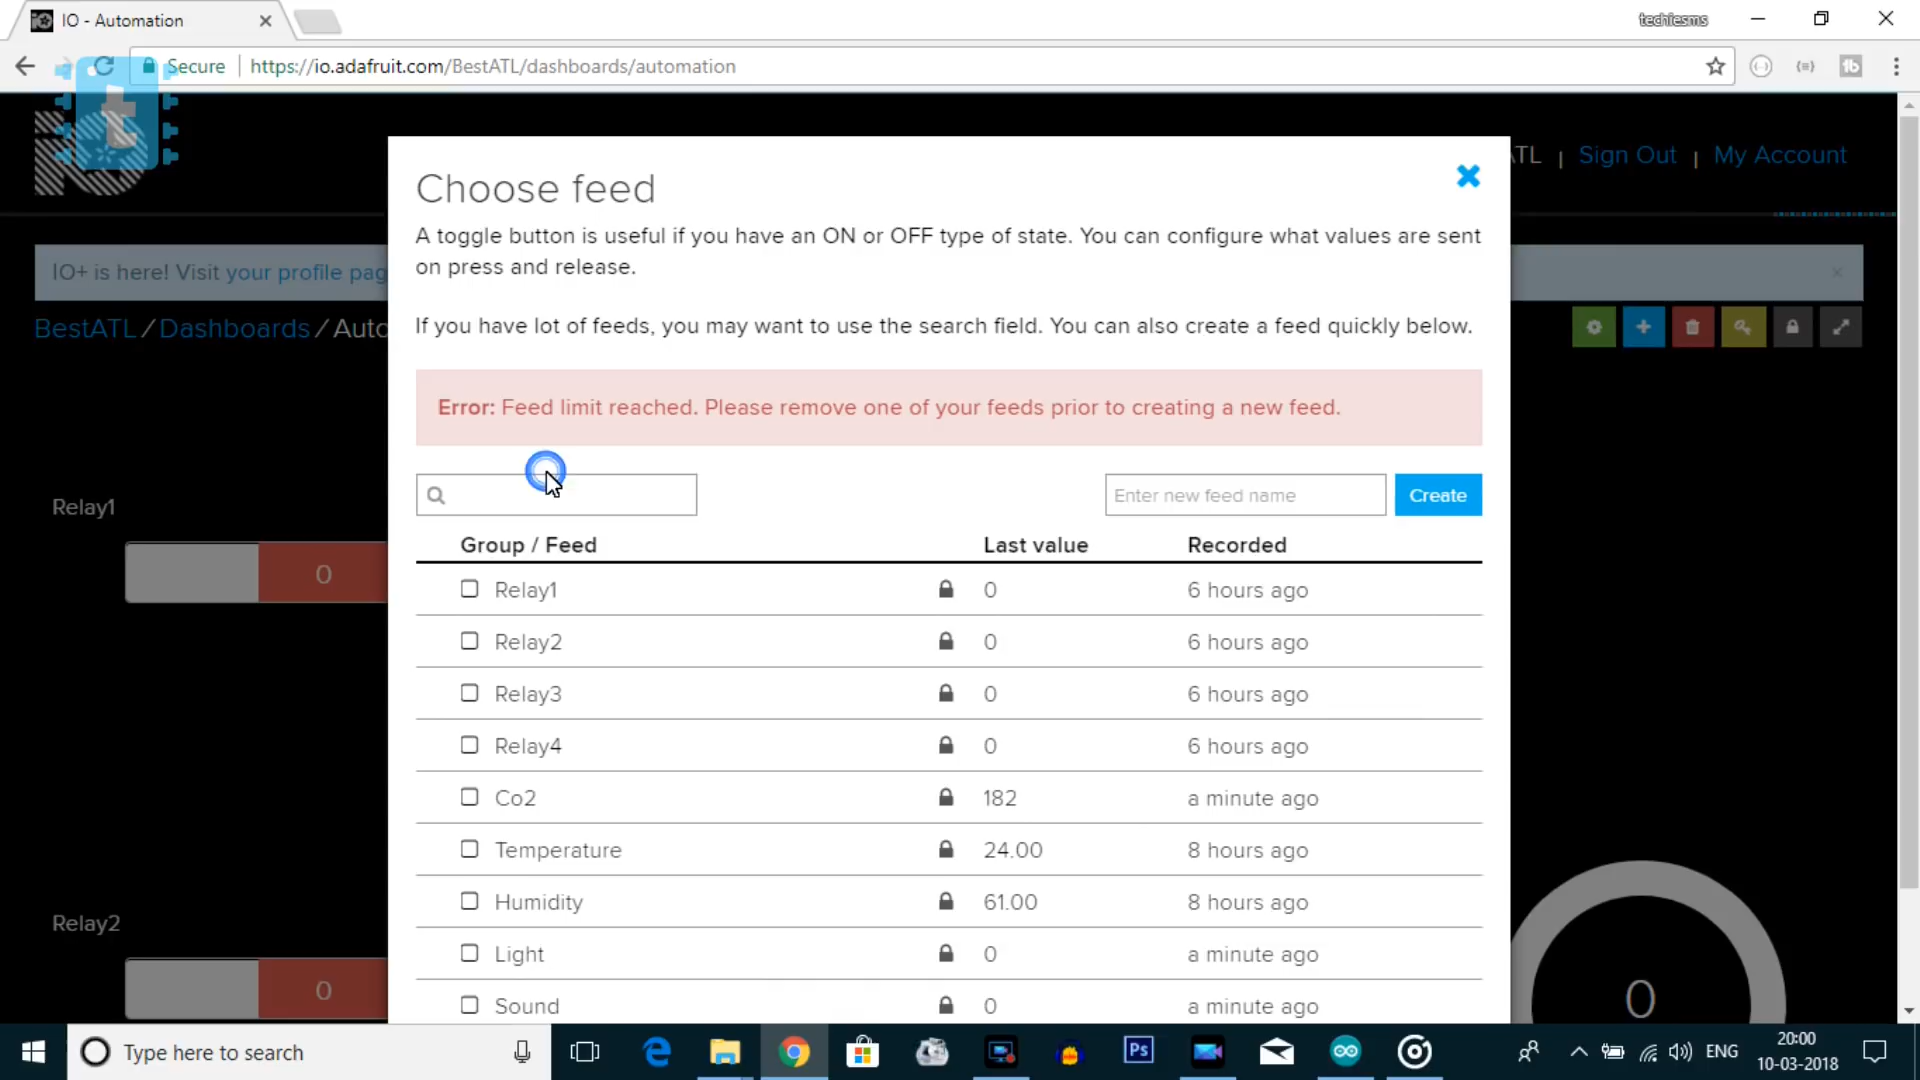 IO - Automation
techiesms
Secure
https://io.adafruit.com/BestATL/dashboards/automation
t
io
ATL | Sign Out | My Account
Choose feed
A toggle button is useful if you have an ON or OFF type of state. You can configure what values are sent
on press and release.
IO+ is here! Visit your profile pag
If you have lot of feeds, you may want to use the search field. You can also create a feed quickly below.
BestATL / Dashboards / Auto
Error: Feed limit reached. Please remove one of your feeds prior to creating a new feed.
Enter new feed name
Create
Relay1
0
Group / Feed Last value Recorded
Relay1 0 6 hours ago
Relay2 0 6 hours ago
Relay3 0 6 hours ago
Relay4 0 6 hours ago
Co2 182 a minute ago
Temperature 24.00 8 hours ago
Humidity 61.00 8 hours ago
Light 0 a minute ago
Sound 0 a minute ago
Relay2
0
0
Type here to search
Ps
ENG
20:00
10-03-2018